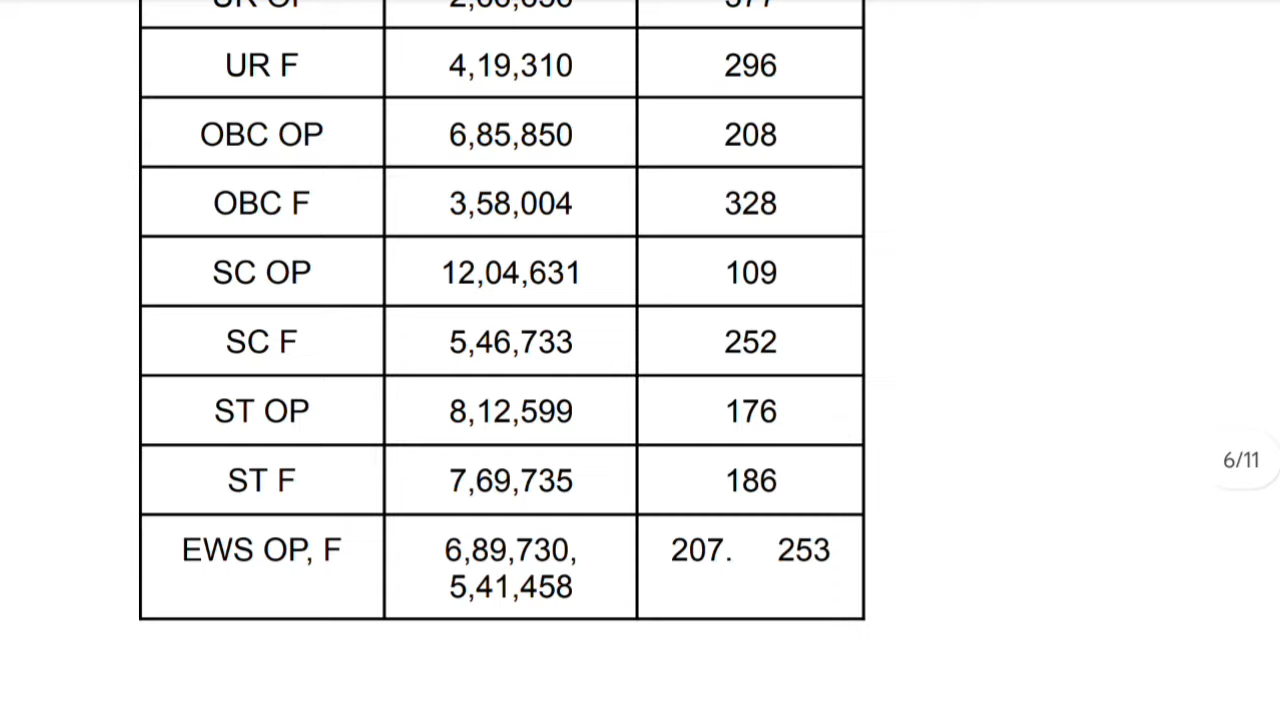 UR F 4,19,310 296
OBC OP 6,85,850 208
OBC F 3,58,004 328
SC OP 12,04,631 109
SC F 5,46,733 252
ST OP 8,12,599 176
ST F 7,69,735 186
EWS OP, F 6,89,730, 207. 253
5,41,458
6/11